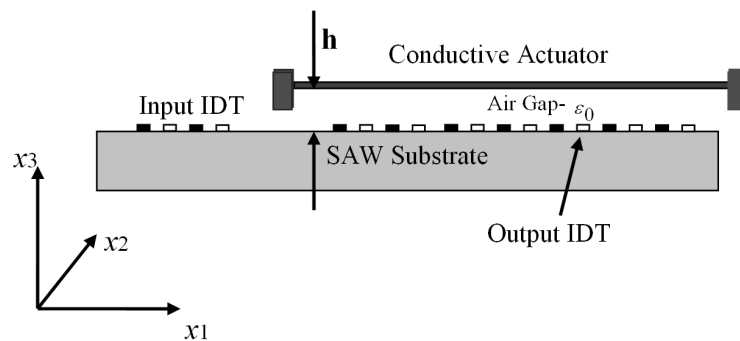 h
Conductive Actuator
Input IDT
Air Gap- ε0
SAW Substrate
x3
x2
Output IDT
x1